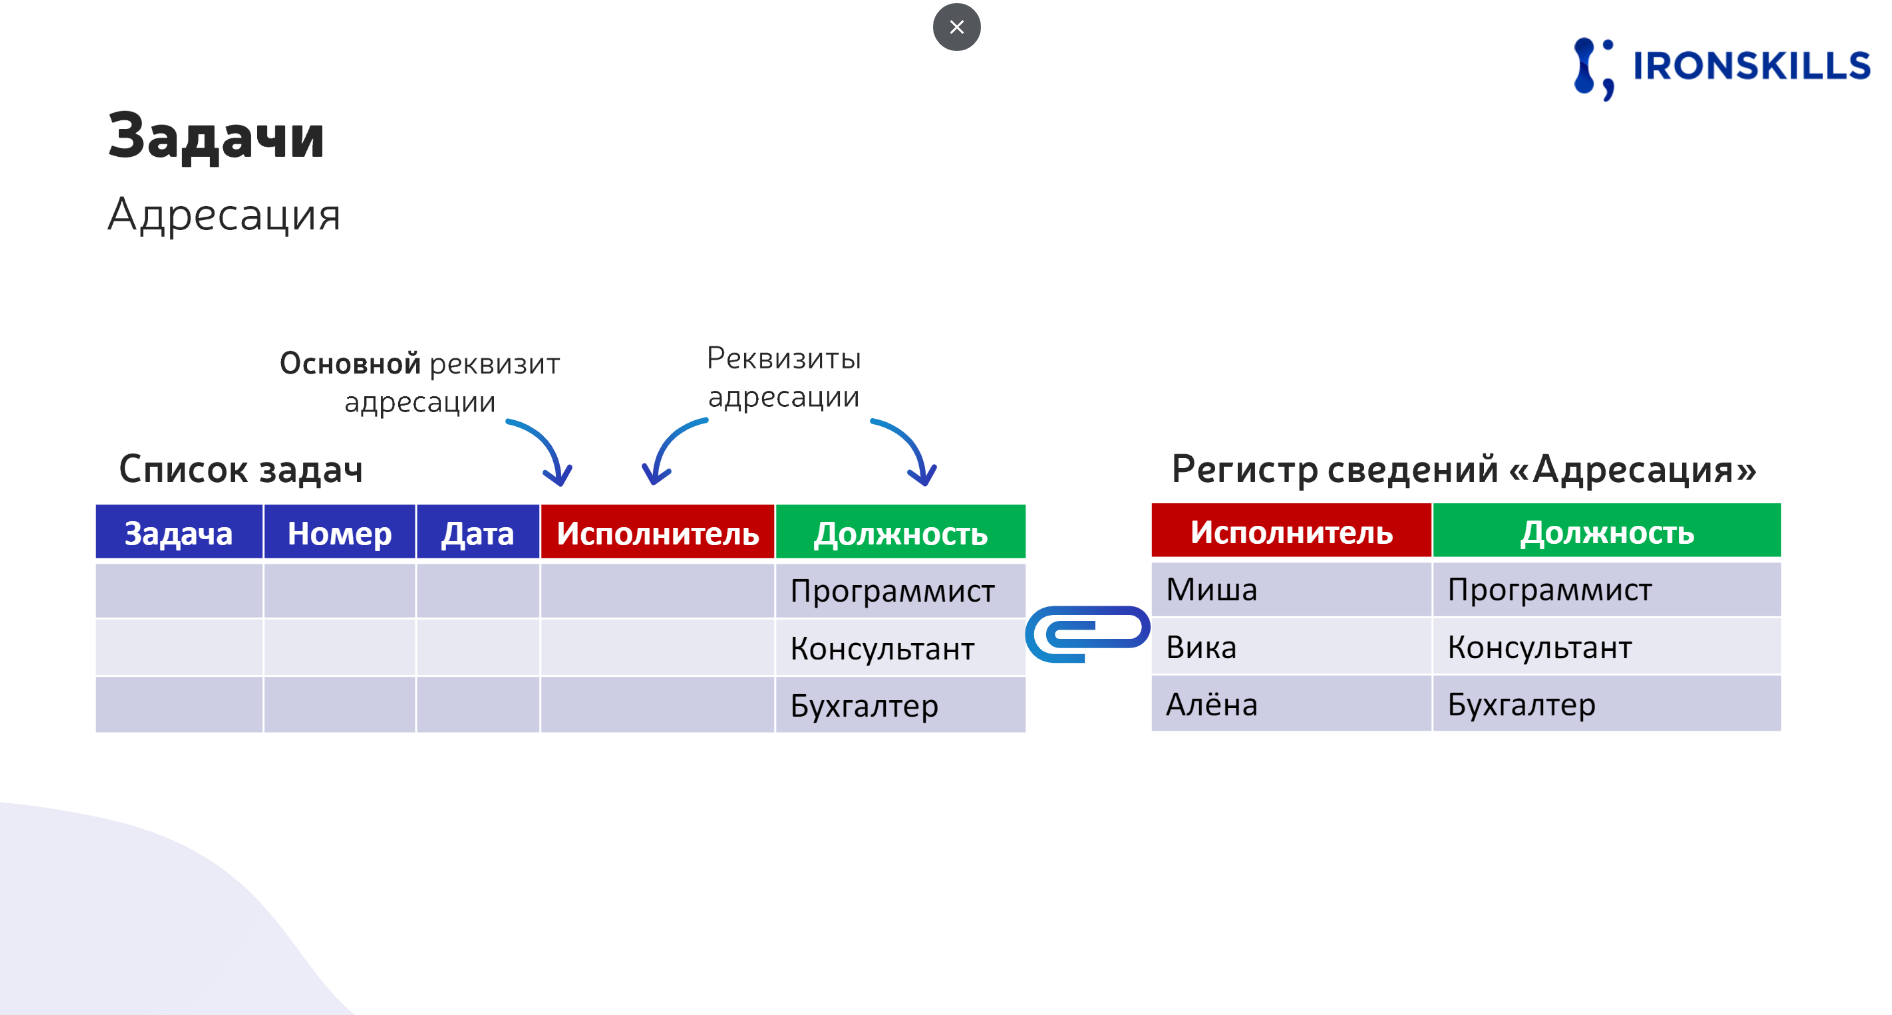 IRONSKILLS
Задачи
Адресация
Основной реквизит
адресации
Реквизиты
адресации
Список задач
Задача Номер Дата Исполнитель Должность
Программист
Консультант
Бухгалтер
Регистр сведений «Адресация»
Исполнитель Должность
Миша Программист
Вика Консультант
Алёна Бухгалтер